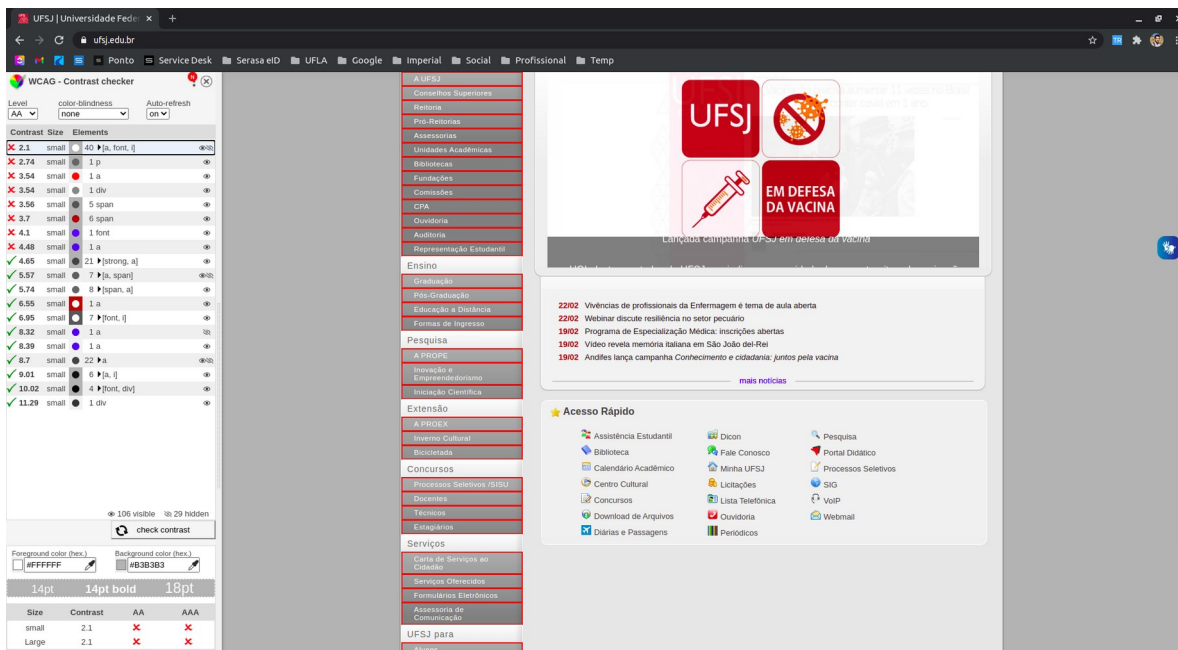 UFSJ | Universidade Feder
ufsj.edu.br
Ponto
Service Desk
Serasa eID
UFLA
Google
Imperial
Social
Profissional
Temp
WCAG - Contrast checker
Level color-blindness Auto-refresh
AA none on
Contrast Size Elements
2.1 small 40 [a, font, i]
2.74 small 1 p
3.54 small 1 a
3.54 small 1 div
3.56 small 5 span
3.7 small 6 span
4.1 small 1 font
4.48 small 1 a
4.65 small 21 [strong, a]
5.57 small 7 [a, span]
5.74 small 8 [span, a]
6.55 small 1 a
6.95 small 7 [font, i]
8.32 small 1 a
8.39 small 1 a
8.7 small 22 a
9.01 small 6 [a, i]
10.02 small 4 [font, div]
11.29 small 1 div
106 visible 29 hidden
check contrast
Foreground color (hex.) Background color (hex.)
#FFFFFF #B3B3B3
14pt 14pt bold 18pt
Size Contrast AA AAA
small 2.1
Large 2.1
A UFSJ
Conselhos Superiores
Reitoria
Pró-Reitorias
Assessorias
Unidades Acadêmicas
Bibliotecas
Fundações
Comissões
CPA
Ouvidoria
Auditoria
Representação Estudantil
Ensino
Graduação
Pós-Graduação
Educação a Distância
Formas de Ingresso
Pesquisa
A PROPE
Inovação e
Empreendedorismo
Iniciação Científica
Extensão
A PROEX
Inverno Cultural
Bicicletada
Concursos
Processos Seletivos /SISU
Docentes
Técnicos
Estagiários
Serviços
Carta de Serviços ao
Cidadão
Serviços Oferecidos
Formulários Eletrônicos
Assessoria de
Comunicação
UFSJ para
Alunos
UFSJ
EM DEFESA
DA VACINA
Lançada campanha UFSJ em defesa da vacina
22/02 Vivências de profissionais da Enfermagem é tema de aula aberta
22/02 Webinar discute resiliência no setor pecuário
19/02 Programa de Especialização Médica: inscrições abertas
19/02 Vídeo revela memória italiana em São João del-Rei
19/02 Andifes lança campanha Conhecimento e cidadania: juntos pela vacina
mais notícias
Acesso Rápido
Assistência Estudantil Dicon Pesquisa
Biblioteca Fale Conosco Portal Didático
Calendário Acadêmico Minha UFSJ Processos Seletivos
Centro Cultural Licitações SIG
Concursos Lista Telefônica VoIP
Download de Arquivos Ouvidoria Webmail
Diárias e Passagens Periódicos